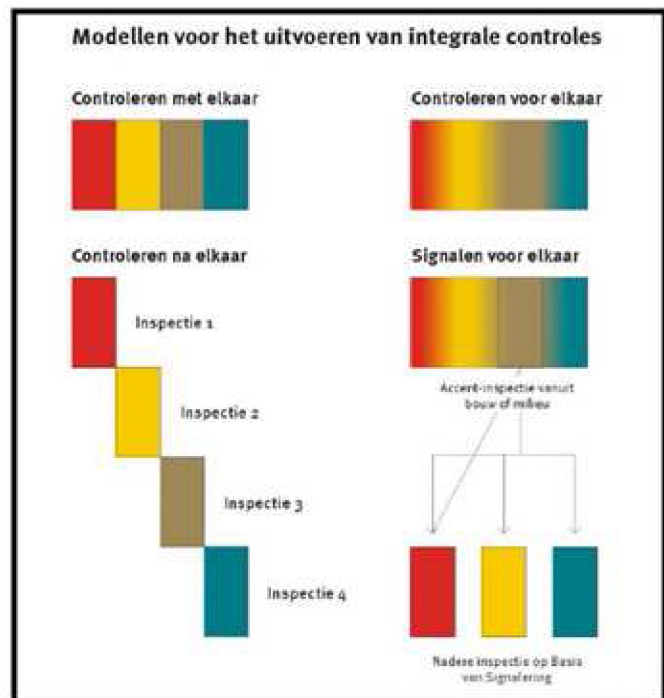 Modellen voor het uitvoeren van integrale controles
Controleren met elkaar
Controleren voor elkaar
Controleren na elkaar
Inspectie 1
Inspectie 2
Inspectie 3
Inspectie 4
Signalen voor elkaar
Accent-inspectie vanuit
bouw of milieu
Nadere inspectie op Basis
van Signalering